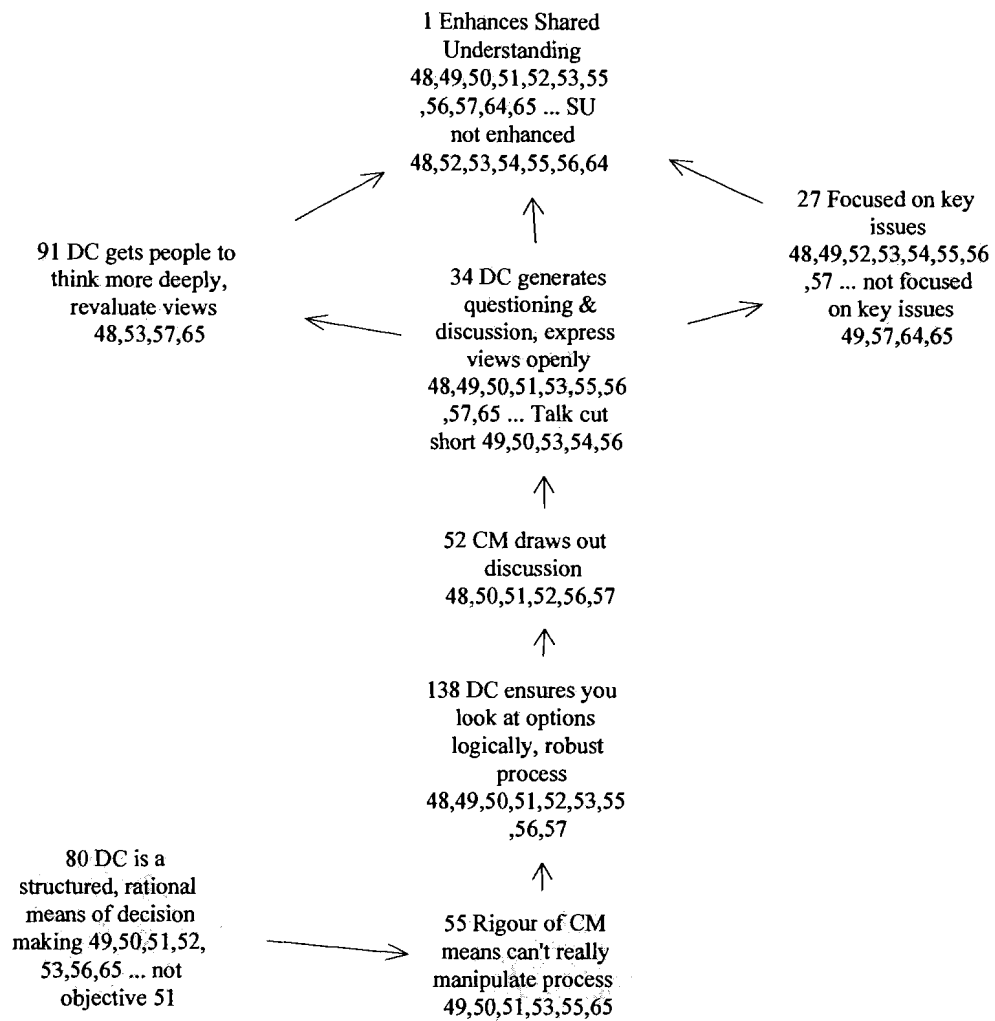 1 Enhances Shared
Understanding
48,49,50,51,52,53,55
,56,57,64,65 ... SU
not enhanced
48,52,53,54,55,56,64
91 DC gets people to
think more deeply,
revaluate views
48,53,57,65
34 DC generates
questioning &
discussion, express
views openly
48,49,50,51,53,55,56
,57,65 ... Talk cut
short 49,50,53,54,56
27 Focused on key
issues
48,49,52,53,54,55,56
,57 ... not focused
on key issues
49,57,64,65
52 CM draws out
discussion
48,50,51,52,56,57
138 DC ensures you
look at options
logically, robust
process
48,49,50,51,52,53,55
,56,57
80 DC is a
structured, rational
means of decision
making 49,50,51,52,
53,56,65 ... not
objective 51
55 Rigour of CM
means can't really
manipulate process
49,50,51,53,55,65